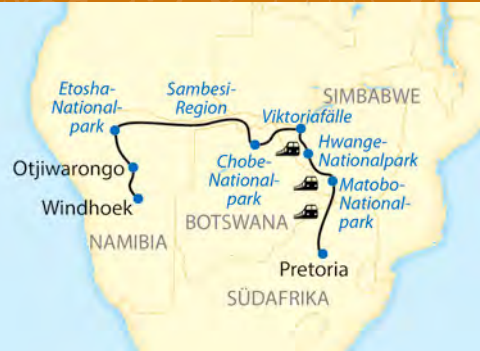 Etosha-
National-
park
Sambesi-
Region
Viktoriafälle
SIMBABWE
Hwange-
Nationalpark
Chobe-
National-
park
Matobo-
National-
park
Otjiwarongo
Windhoek
NAMIBIA
BOTSWANA
Pretoria
SÜDAFRIKA